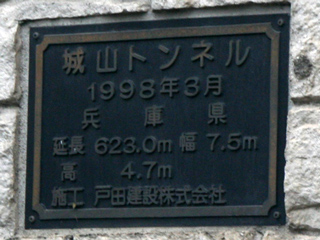 城山トンネル
1998年3月
兵庫県
延長 623.0m 幅 7.5m
高 4.7m
施工 戸田建設株式会社